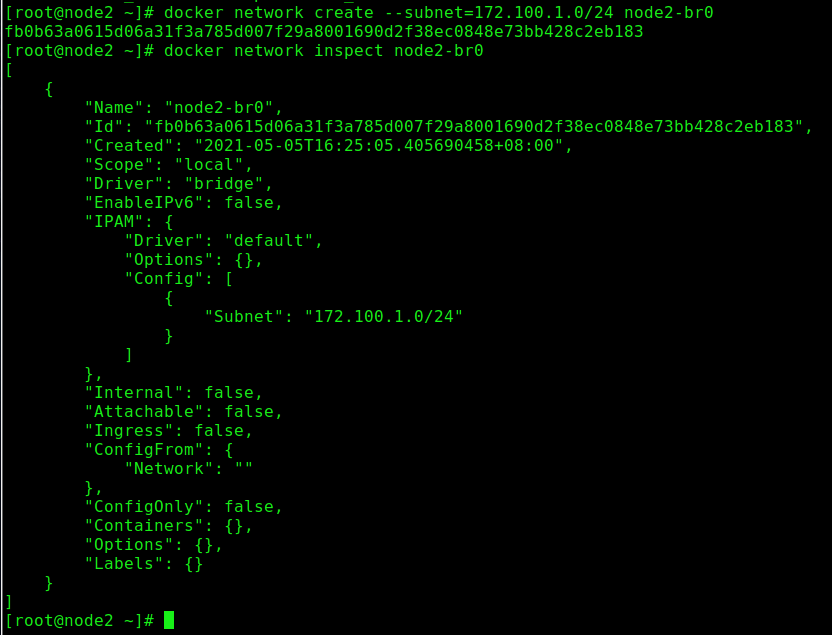 [root@node2 ~]# docker network create --subnet=172.100.1.0/24 node2-br0
fb0b63a0615d06a31f3a785d007f29a8001690d2f38ec0848e73bb428c2eb183
[root@node2 ~]# docker network inspect node2-br0
[
    {
        "Name": "node2-br0",
        "Id": "fb0b63a0615d06a31f3a785d007f29a8001690d2f38ec0848e73bb428c2eb183",
        "Created": "2021-05-05T16:25:05.405690458+08:00",
        "Scope": "local",
        "Driver": "bridge",
        "EnableIPv6": false,
        "IPAM": {
            "Driver": "default",
            "Options": {},
            "Config": [
                {
                    "Subnet": "172.100.1.0/24"
                }
            ]
        },
        "Internal": false,
        "Attachable": false,
        "Ingress": false,
        "ConfigFrom": {
            "Network": ""
        },
        "ConfigOnly": false,
        "Containers": {},
        "Options": {},
        "Labels": {}
    }
]
[root@node2 ~]#